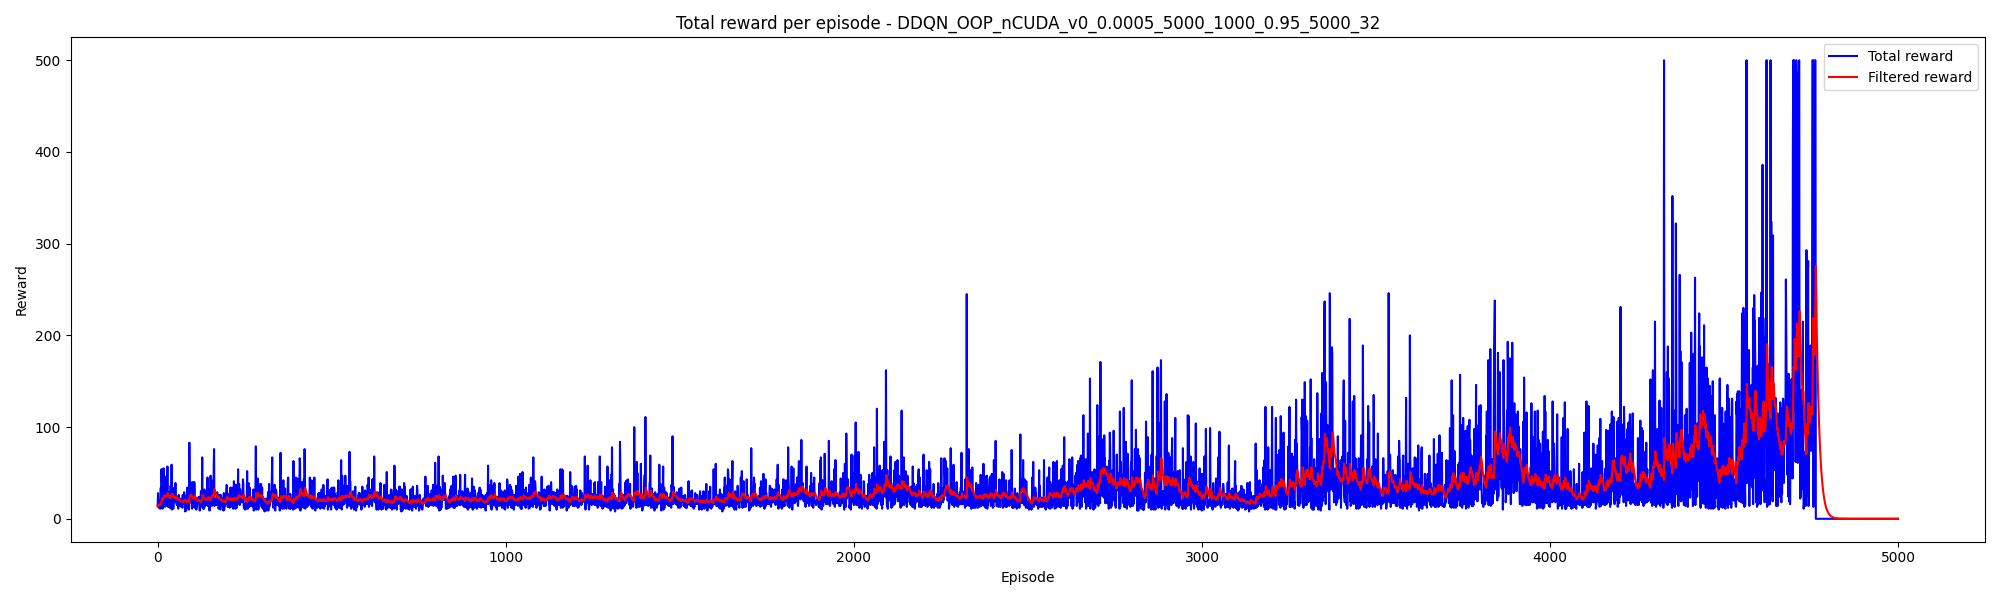 Total reward per episode - DDQN_OOP_nCUDA_v0_0.0005_5000_1000_0.95_5000_32
Total reward
Filtered reward
500
400
300
200
100
0
Reward
0
1000
2000
3000
4000
5000
Episode